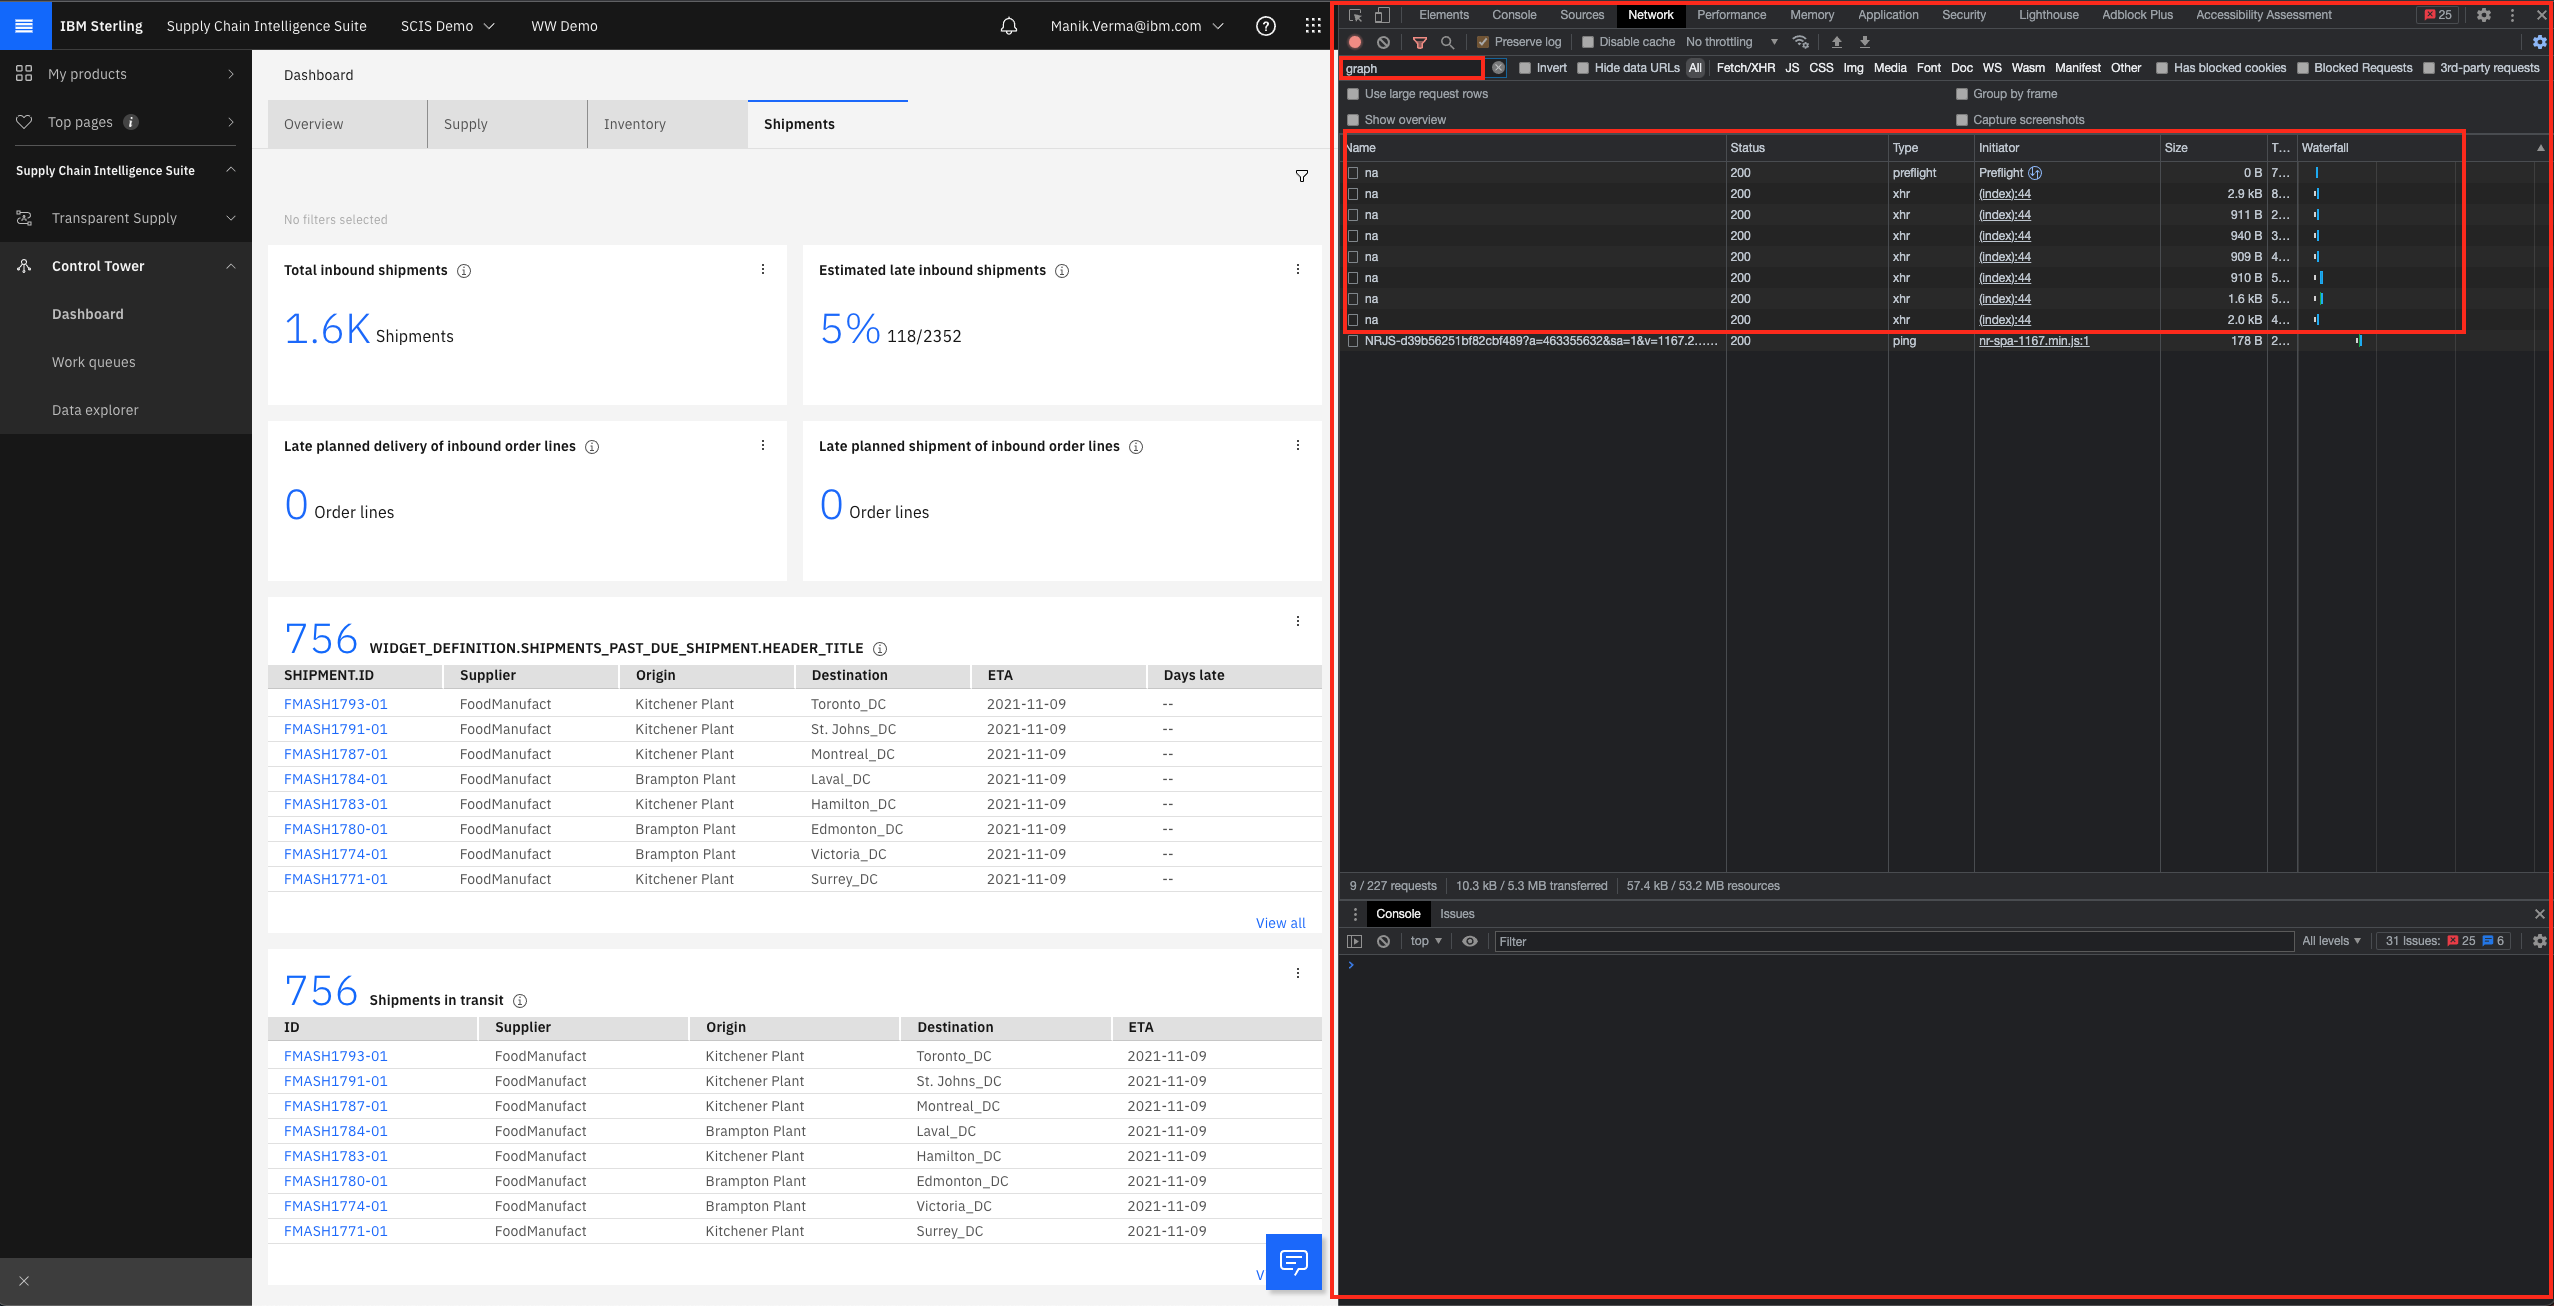 IBM Sterling Supply Chain Intelligence Suite SCIS Demo WW Demo Manik.Verma@ibm.com
My products
Top pages
Supply Chain Intelligence Suite
Transparent Supply
Control Tower
Dashboard
Work queues
Data explorer
Dashboard
Overview Supply Inventory Shipments
No filters selected
Total inbound shipments
1.6K Shipments
Estimated late inbound shipments
5% 118/2352
Late planned delivery of inbound order lines
0 Order lines
Late planned shipment of inbound order lines
0 Order lines
756 WIDGET_DEFINITION.SHIPMENTS_PAST_DUE_SHIPMENT.HEADER_TITLE
SHIPMENT.ID Supplier Origin Destination ETA Days late
FMASH1793-01 FoodManufact Kitchener Plant Toronto_DC 2021-11-09 --
FMASH1791-01 FoodManufact Kitchener Plant St. Johns_DC 2021-11-09 --
FMASH1787-01 FoodManufact Kitchener Plant Montreal_DC 2021-11-09 --
FMASH1784-01 FoodManufact Brampton Plant Laval_DC 2021-11-09 --
FMASH1783-01 FoodManufact Kitchener Plant Hamilton_DC 2021-11-09 --
FMASH1780-01 FoodManufact Brampton Plant Edmonton_DC 2021-11-09 --
FMASH1774-01 FoodManufact Brampton Plant Victoria_DC 2021-11-09 --
FMASH1771-01 FoodManufact Kitchener Plant Surrey_DC 2021-11-09 --
View all
756 Shipments in transit
ID Supplier Origin Destination ETA
FMASH1793-01 FoodManufact Kitchener Plant Toronto_DC 2021-11-09
FMASH1791-01 FoodManufact Kitchener Plant St. Johns_DC 2021-11-09
FMASH1787-01 FoodManufact Kitchener Plant Montreal_DC 2021-11-09
FMASH1784-01 FoodManufact Brampton Plant Laval_DC 2021-11-09
FMASH1783-01 FoodManufact Kitchener Plant Hamilton_DC 2021-11-09
FMASH1780-01 FoodManufact Brampton Plant Edmonton_DC 2021-11-09
FMASH1774-01 FoodManufact Brampton Plant Victoria_DC 2021-11-09
FMASH1771-01 FoodManufact Kitchener Plant Surrey_DC 2021-11-09
V
Elements Console Sources Network Performance Memory Application Security Lighthouse Adblock Plus Accessibility Assessment 25
Preserve log Disable cache No throttling
graph Invert Hide data URLs All Fetch/XHR JS CSS Img Media Font Doc WS Wasm Manifest Other Has blocked cookies Blocked Requests 3rd-party requests
Use large request rows Group by frame
Show overview Capture screenshots
Name Status Type Initiator Size T... Waterfall
na 200 preflight Preflight 0 B 7...
na 200 xhr (index):44 2.9 kB 8...
na 200 xhr (index):44 911 B 2...
na 200 xhr (index):44 940 B 3...
na 200 xhr (index):44 909 B 4...
na 200 xhr (index):44 910 B 5...
na 200 xhr (index):44 1.6 kB 5...
na 200 xhr (index):44 2.0 kB 4...
NRJS-d39b56251bf82cbf489?a=463355632&sa=1&v=1167.2...... 200 ping nr-spa-1167.min.js:1 178 B 2...
9 / 227 requests 10.3 kB / 5.3 MB transferred 57.4 kB / 53.2 MB resources
Console Issues
top Filter All levels 31 Issues: 25 6